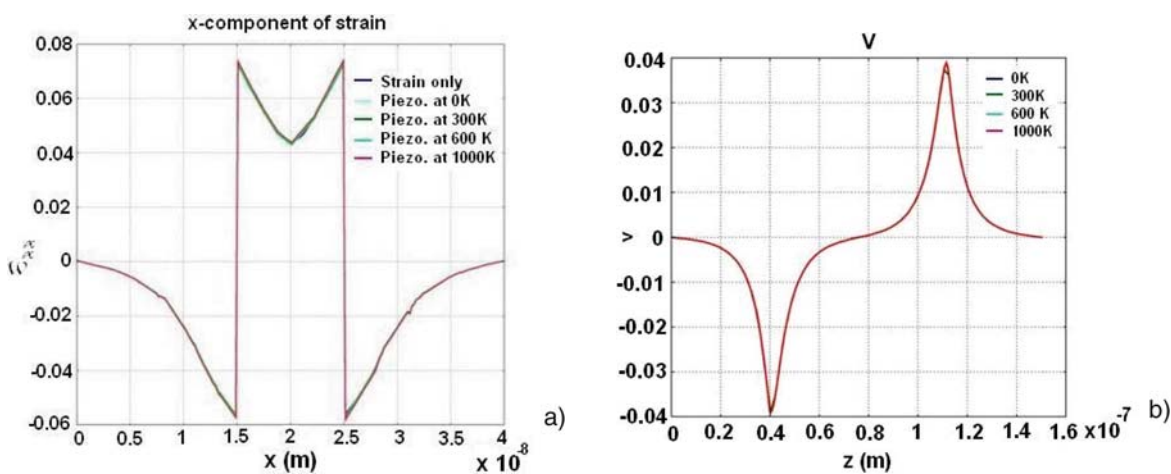 x-component of strain
0.08
0.06
0.04
0.02
0
-0.02
-0.04
-0.06
Strain only
Piezo. at 0K
Piezo. at 300K
Piezo. at 600 K
Piezo. at 1000K
0 0.5 1 1.5 2 2.5 3 3.5 4
x (m) x 10 -8
a)
V
0.04
0.03
0.02
0.01
0
-0.01
-0.02
-0.03
-0.04
v
0K
300K
600 K
1000K
0 0.2 0.4 0.6 0.8 1.0 1.2 1.4 1.6 x10 -7
z (m)
b)